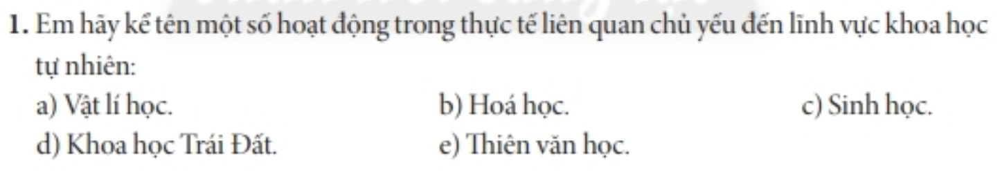 1. Em hãy kể tên một số hoạt động trong thực tế liên quan chủ yếu đến lĩnh vực khoa học
tự nhiên:
a) Vật lí học. b) Hoá học. c) Sinh học.
d) Khoa học Trái Đất. e) Thiên văn học.